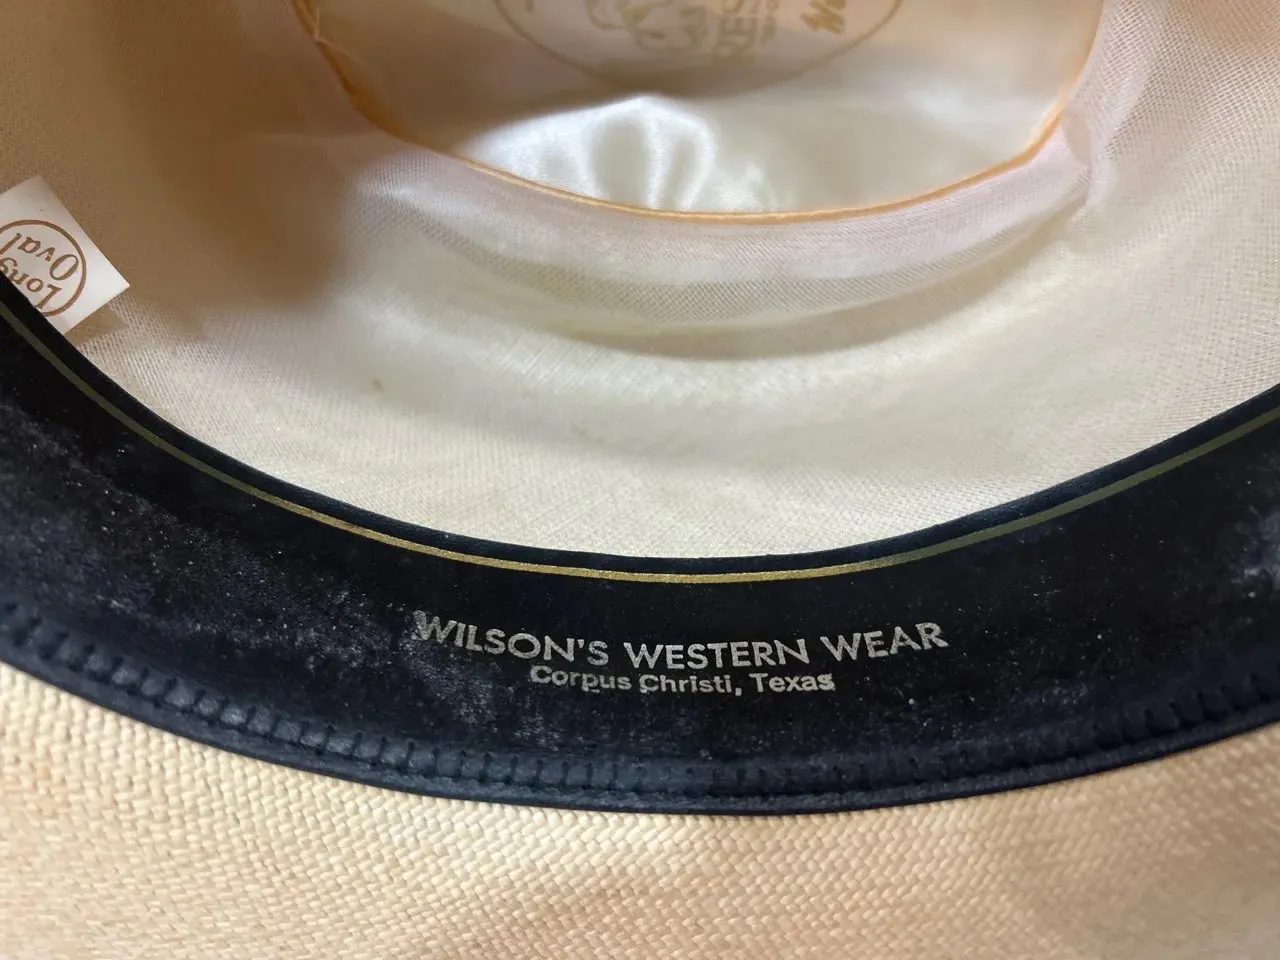 Long
Oval
WILSON'S WESTERN WEAR
Corpus Christi, Texas